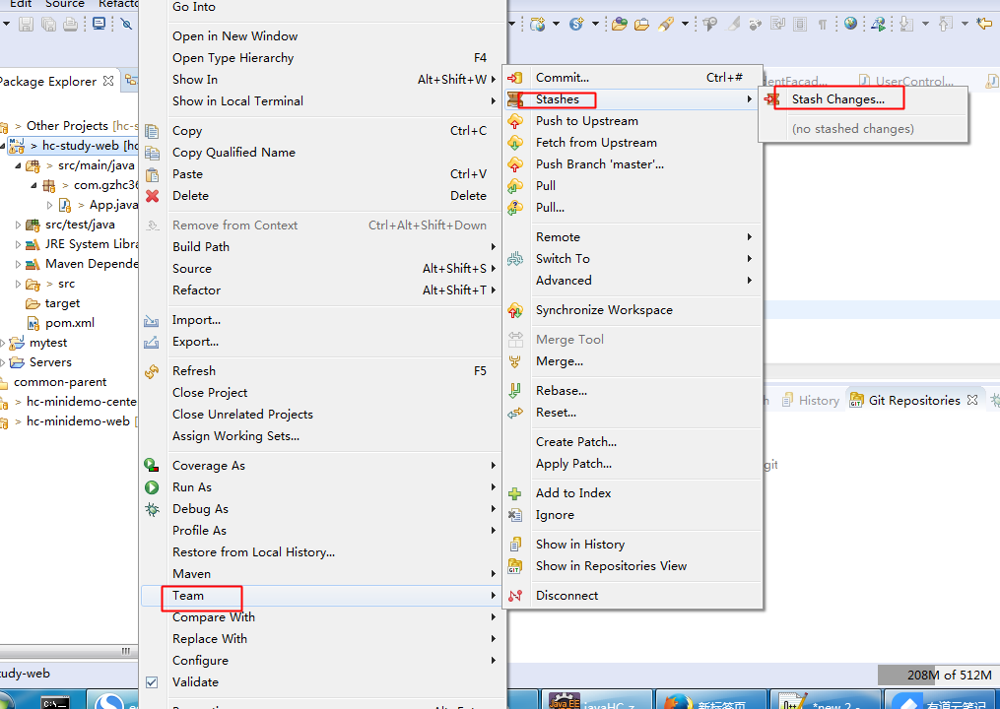 Edit Source Refacto
Package Explorer
> Other Projects [hc-s
> hc-study-web [hc
> src/main/java
> com.gzhc36
> App.java
src/test/java
JRE System Libra
Maven Depende
> src
target
pom.xml
mytest
Servers
common-parent
> hc-minidemo-cente
> hc-minidemo-web [
tudy-web
Go Into
Open in New Window
Open Type Hierarchy F4
Show In Alt+Shift+W
Show in Local Terminal
Copy Ctrl+C
Copy Qualified Name
Paste Ctrl+V
Delete Delete
Remove from Context Ctrl+Alt+Shift+Down
Build Path
Source Alt+Shift+S
Refactor Alt+Shift+T
Import...
Export...
Refresh F5
Close Project
Close Unrelated Projects
Assign Working Sets...
Coverage As
Run As
Debug As
Profile As
Restore from Local History...
Maven
Team
Compare With
Replace With
Configure
Validate
Commit... Ctrl+#
Stashes
Push to Upstream
Fetch from Upstream
Push Branch 'master'...
Pull
Pull...
Remote
Switch To
Advanced
Synchronize Workspace
Merge Tool
Merge...
Rebase...
Reset...
Create Patch...
Apply Patch...
Add to Index
Ignore
Show in History
Show in Repositories View
Disconnect
dentFacad... UserControl...
Stash Changes...
(no stashed changes)
h History Git Repositories
git
208M of 512M
C:\
Java EE
javaHC z
新标签页
*new 2
有道云笔记